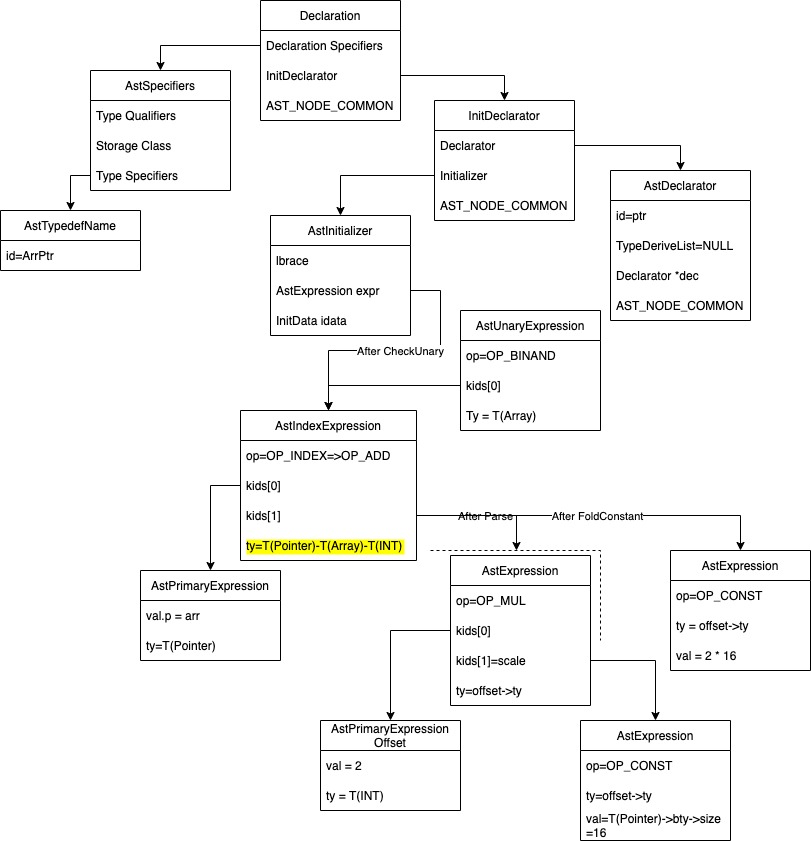 Declaration
Declaration Specifiers
InitDeclarator
AST_NODE_COMMON
AstSpecifiers
Type Qualifiers
Storage Class
Type Specifiers
InitDeclarator
Declarator
Initializer
AST_NODE_COMMON
AstDeclarator
id=ptr
TypeDeriveList=NULL
Declarator *dec
AST_NODE_COMMON
AstTypedefName
id=ArrPtr
AstInitializer
lbrace
AstExpression expr
InitData idata
After CheckUnary
AstUnaryExpression
op=OP_BINAND
kids[0]
Ty = T(Array)
AstIndexExpression
op=OP_INDEX=>OP_ADD
kids[0]
kids[1]
ty=T(Pointer)-T(Array)-T(INT)
After Parse
After FoldConstant
AstPrimaryExpression
val.p = arr
ty=T(Pointer)
AstExpression
op=OP_MUL
kids[0]
kids[1]=scale
ty=offset->ty
AstExpression
op=OP_CONST
ty = offset->ty
val = 2 * 16
AstPrimaryExpression
Offset
val = 2
ty = T(INT)
AstExpression
op=OP_CONST
ty=offset->ty
val=T(Pointer)->bty->size
=16